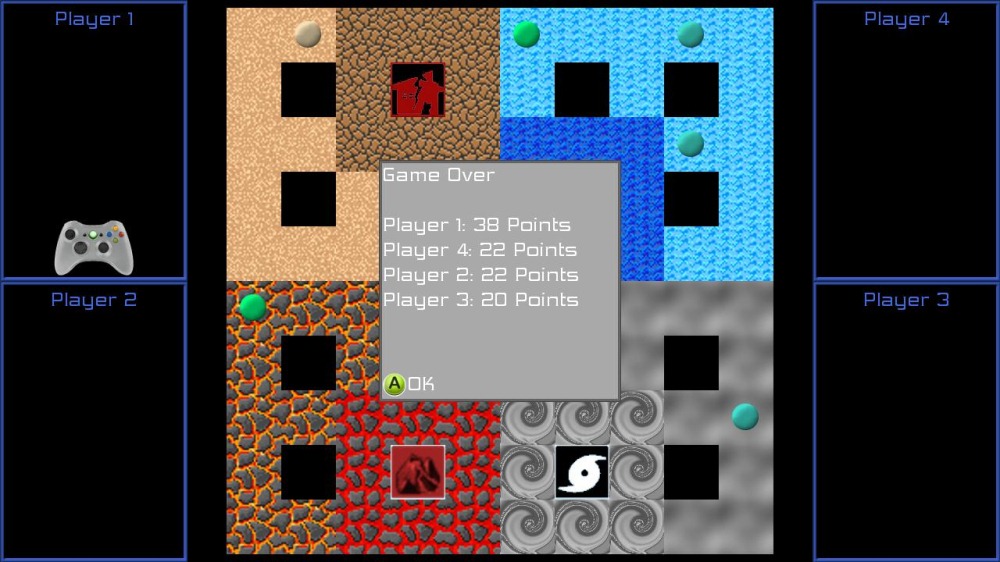 Player 1
Player 4
Game Over
Player 1: 38 Points
Player 4: 22 Points
Player 2: 22 Points
Player 3: 20 Points
A OK
Player 2
Player 3